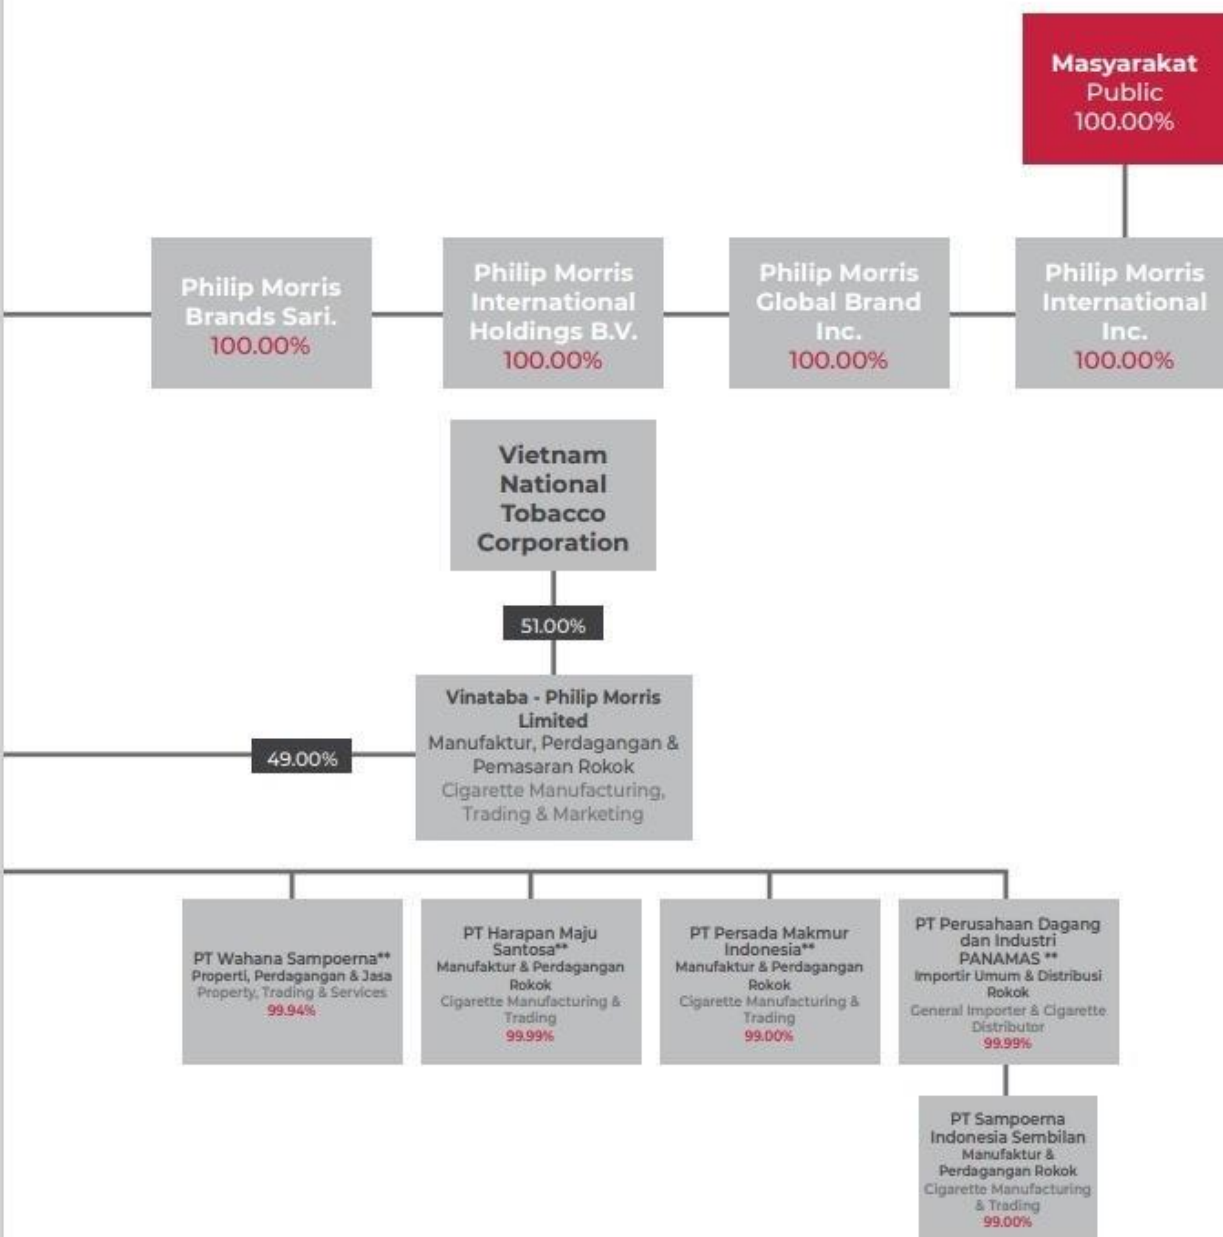 Masyarakat
Public
100.00%
Philip Morris
Brands Sari.
100.00%
Philip Morris
International
Holdings B.V.
100.00%
Philip Morris
Global Brand
Inc.
100.00%
Philip Morris
International
Inc.
100.00%
Vietnam
National
Tobacco
Corporation
51.00%
Vinataba - Philip Morris
Limited
Manufaktur, Perdagangan &
Pemasaran Rokok
Cigarette Manufacturing,
Trading & Marketing
49.00%
PT Wahana Sampoerna**
Properti, Perdagangan & Jasa
Property, Trading & Services
99.94%
PT Harapan Maju
Santosa**
Manufaktur & Perdagangan
Rokok
Cigarette Manufacturing &
Trading
99.99%
PT Persada Makmur
Indonesia**
Manufaktur & Perdagangan
Rokok
Cigarette Manufacturing &
Trading
99.00%
PT Perusahaan Dagang
dan Industri
PANAMAS **
Importir Umum & Distribusi
Rokok
General Importer & Cigarette
Distributor
99.99%
PT Sampoerna
Indonesia Sembilan
Manufaktur &
Perdagangan Rokok
Cigarette Manufacturing
& Trading
99.00%